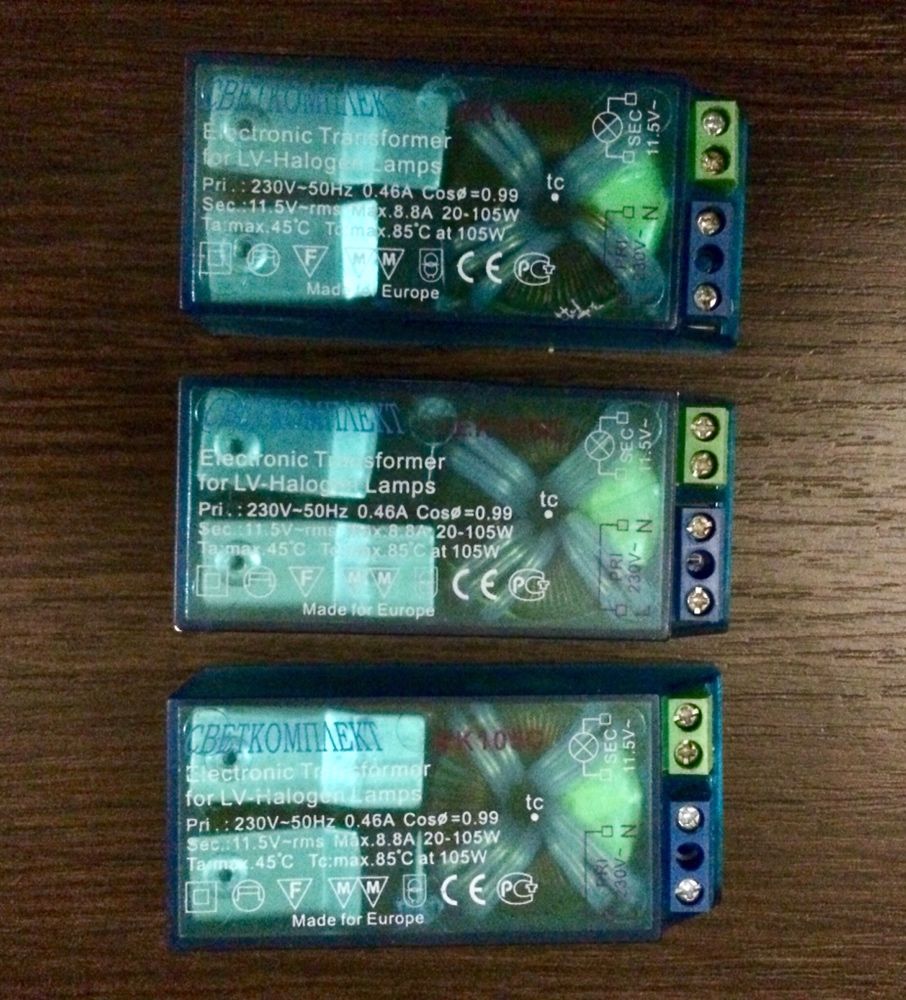 СВЕТКОМПЛЕКТ
Electronic Transformer
for LV-Halogen Lamps
Pri.: 230V~50Hz 0.46A Cosø=0.99
Sec.:11.5V~rms Max.8.8A 20-105W
Ta:max.45°C Tc:max.85°C at 105W
F M M CE PC
Made for Europe
tc
SEC
11.5V~
PRI
230V~ N
СВЕТКОМПЛЕКТ
Electronic Transformer
for LV-Halogen Lamps
Pri.: 230V~50Hz 0.46A Cosø=0.99
Sec.:11.5V~rms Max.8.8A 20-105W
Ta:max.45°C Tc:max.85°C at 105W
F M M CE PC
Made for Europe
tc
SEC
11.5V~
PRI
L 230V~ N
СВЕТКОМПЛЕКТ
Electronic Transformer
for LV-Halogen Lamps
Pri.: 230V~50Hz 0.46A Cosø=0.99
Sec.:11.5V~rms Max.8.8A 20-105W
Ta:max.45°C Tc:max.85°C at 105W
F M M CE PC
Made for Europe
tc
SEC
11.5V~
PRI
230V~ N